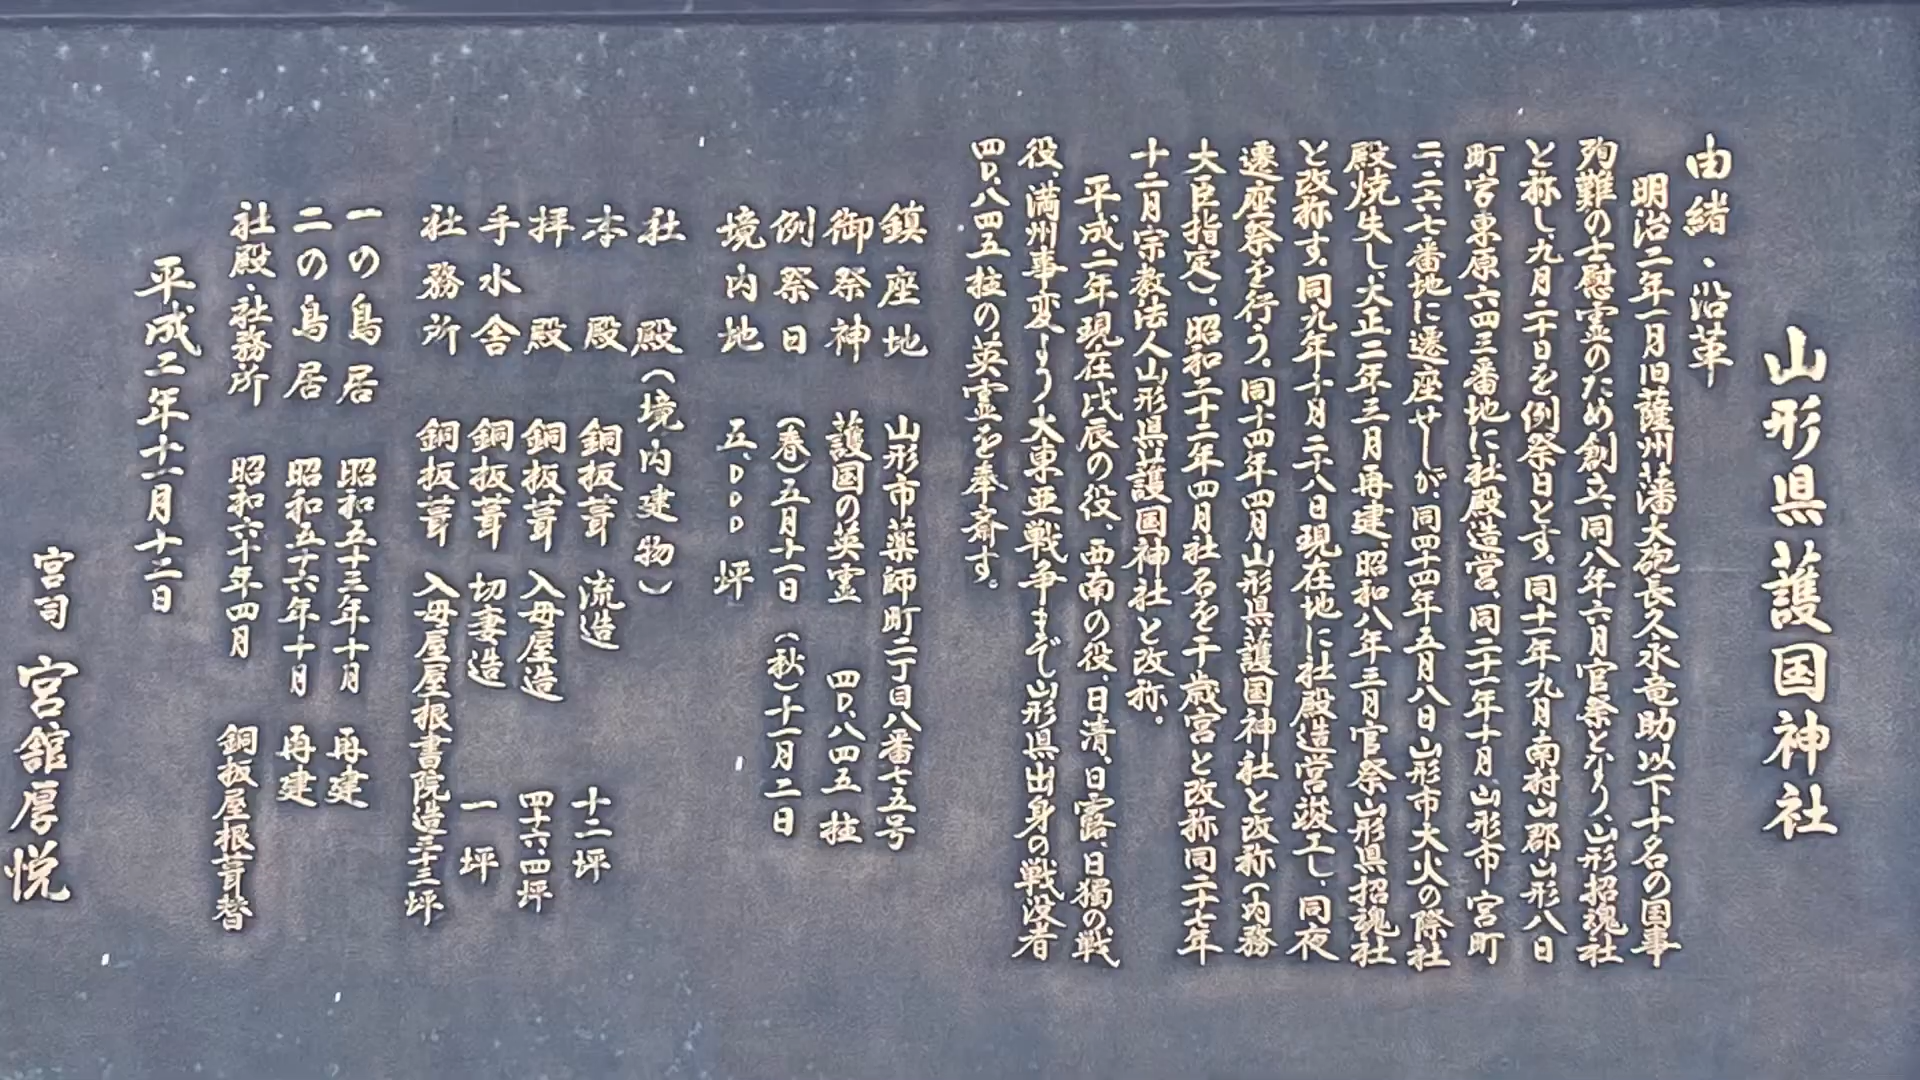 山形県護国神社
由緒・沿革
明治二年一月旧薩州藩大砲長久永竜助以下十名の国事
殉難の士慰霊のため創立、同八年六月官祭となり、山形招魂社
と称し、九月二十日を例祭日とす。同十一年九月南村山郡山形八日
町字東原六四三番地に社殿造営、同二十一年十月、山形市宮町
二、二六七番地に遷座せしが、同四十四年五月八日山形市大火の際社
殿焼失し、大正二年三月再建、昭和八年三月官祭山形県招魂社
と改称す。同九年十月二十八日現在地に社殿造営竣工し、同夜
遷座祭を行う。同十四年四月山形県護国神社と改称(内務
大臣指定)、昭和二十二年四月社名を千歳宮と改称同二十七年
十二月宗教法人山形県護国神社と改称。
平成二年現在戊辰の役、西南の役、日清、日露、日獨の戦
役、満州事変より大東亜戦争まで山形県出身の戦没者
四〇、八四五柱の英霊を奉斎す。
鎮座地 山形市薬師町二丁目八番七五号
御祭神 護国の英霊 四〇、八四五柱
例祭日 (春)五月十一日 (秋)十一月二日
境内地 五、〇〇〇坪
社殿(境内建物)
本殿 銅板葺 流造 十二坪
拝殿 銅板葺 入母屋造 四十六・四坪
手水舎 銅板葺 切妻造 一坪
社務所 銅板葺 入母屋屋根書院造三十三坪
一の鳥居 昭和五十三年十月 再建
二の鳥居 昭和五十六年十月 再建
社殿・社務所 昭和六十年四月 銅板屋根葺替
平成三年十一月十二日
宮司 宮舘厚悦